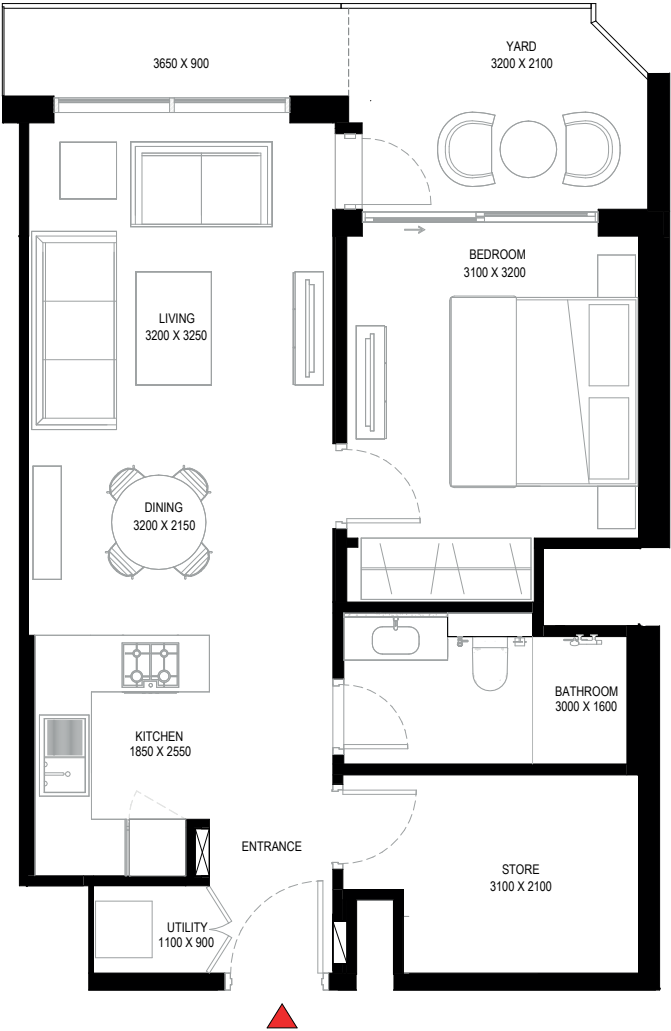 YARD
3200 X 2100
3650 X 900
BEDROOM
3100 X 3200
LIVING
3200 X 3250
DINING
3200 X 2150
BATHROOM
3000 X 1600
KITCHEN
1850 X 2550
ENTRANCE
STORE
3100 X 2100
UTILITY
1100 X 900